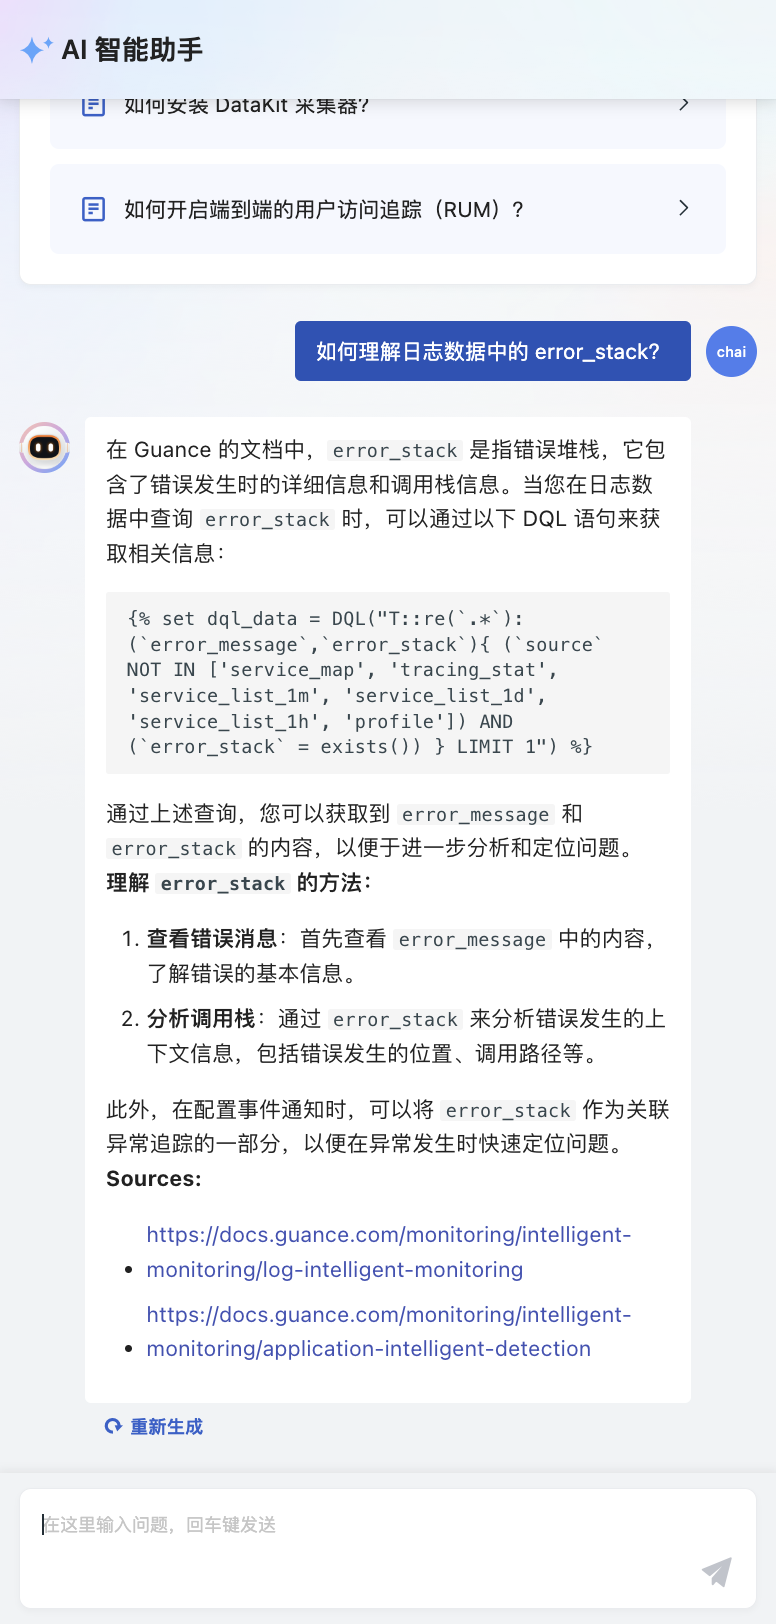 AI 智能助手
如何安装 DataKit 采集器?
如何开启端到端的用户访问追踪（RUM）?
如何理解日志数据中的 error_stack?
chai
在 Guance 的文档中，error_stack 是指错误堆栈，它包
含了错误发生时的详细信息和调用栈信息。当您在日志数
据中查询 error_stack 时，可以通过以下 DQL 语句来获
取相关信息：
{% set dql_data = DQL("T::re(`.*`):
(`error_message`,`error_stack`){ (`source`
NOT IN ['service_map', 'tracing_stat',
'service_list_1m', 'service_list_1d',
'service_list_1h', 'profile']) AND
(`error_stack` = exists()) } LIMIT 1") %}
通过上述查询，您可以获取到 error_message 和
error_stack 的内容，以便于进一步分析和定位问题。
理解 error_stack 的方法：
1. 查看错误消息：首先查看 error_message 中的内容，
了解错误的基本信息。
2. 分析调用栈：通过 error_stack 来分析错误发生的上
下文信息，包括错误发生的位置、调用路径等。
此外，在配置事件通知时，可以将 error_stack 作为关联
异常追踪的一部分，以便在异常发生时快速定位问题。
Sources:
https://docs.guance.com/monitoring/intelligent-
• monitoring/log-intelligent-monitoring
https://docs.guance.com/monitoring/intelligent-
• monitoring/application-intelligent-detection
重新生成
在这里输入问题，回车键发送